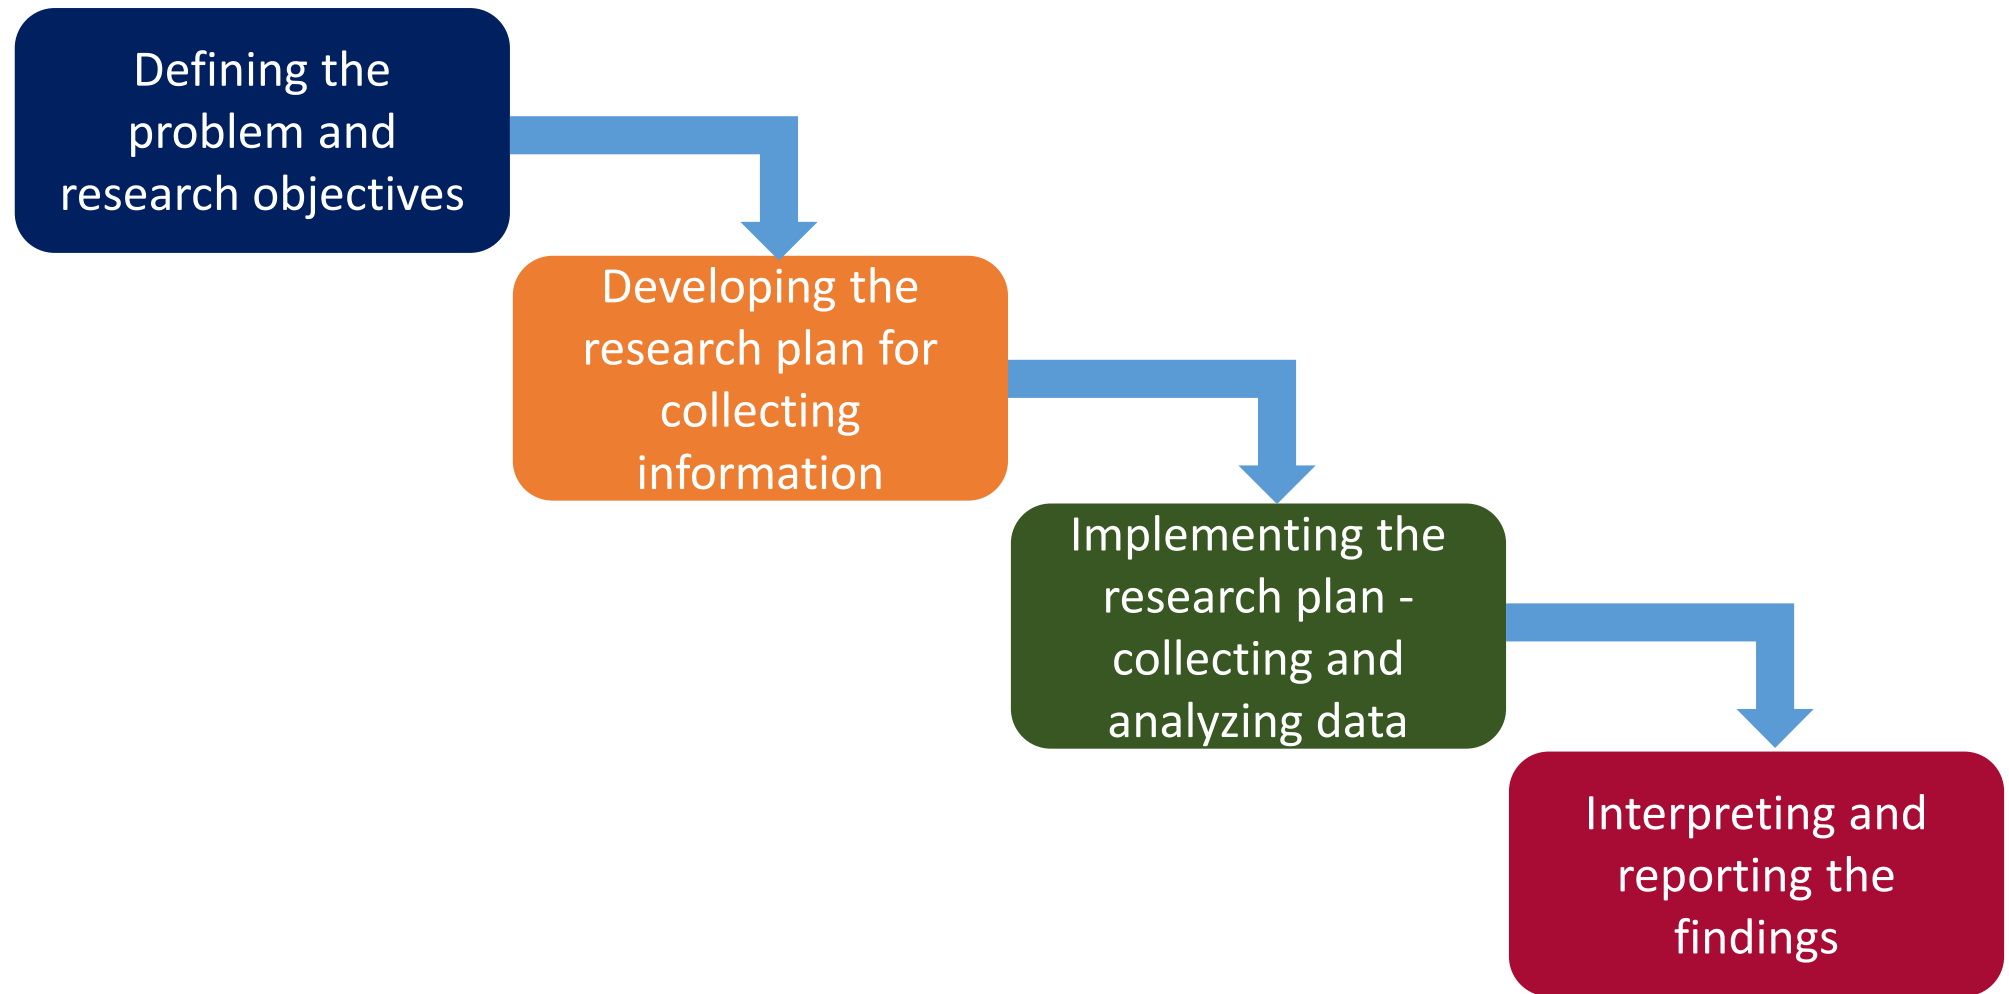 Defining the
problem and
research objectives
Developing the
research plan for
collecting
information
Implementing the
research plan -
collecting and
analyzing data
Interpreting and
reporting the
findings